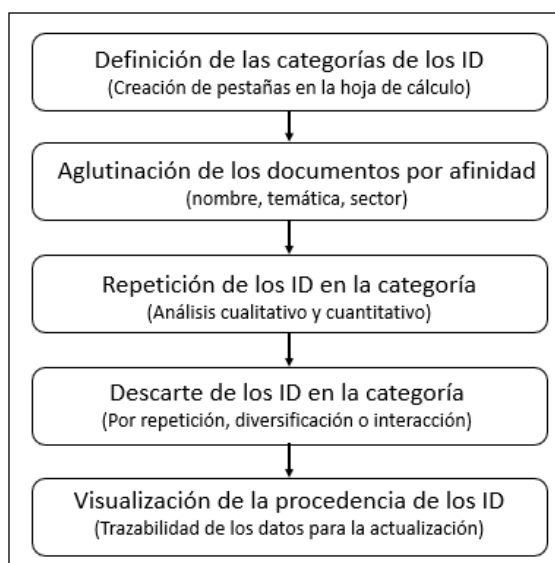 Definición de las categorías de los ID
(Creación de pestañas en la hoja de cálculo)
Aglutinación de los documentos por afinidad
(nombre, temática, sector)
Repetición de los ID en la categoría
(Análisis cualitativo y cuantitativo)
Descarte de los ID en la categoría
(Por repetición, diversificación o interacción)
Visualización de la procedencia de los ID
(Trazabilidad de los datos para la actualización)